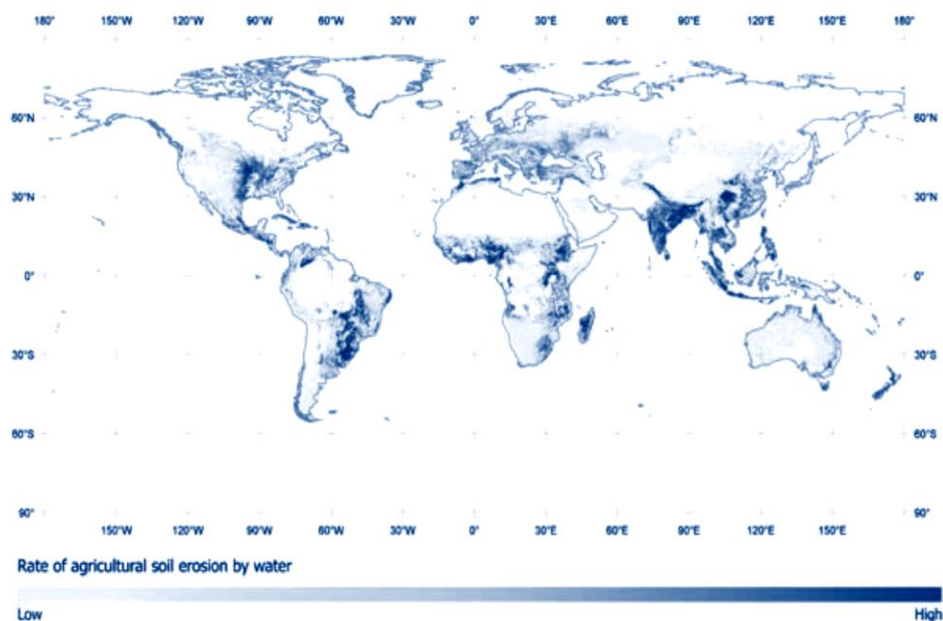 180° 150°W 120°W 90°W 60°W 30°W 0° 30°E 60°E 90°E 120°E 150°E 180°
60°N 60°N
30°N 30°N
0° 0°
30°S 30°S
60°S 60°S
90° 90°
150°W 120°W 90°W 60°W 30°W 0° 30°E 60°E 90°E 120°E 150°E
Rate of agricultural soil erosion by water
Low High